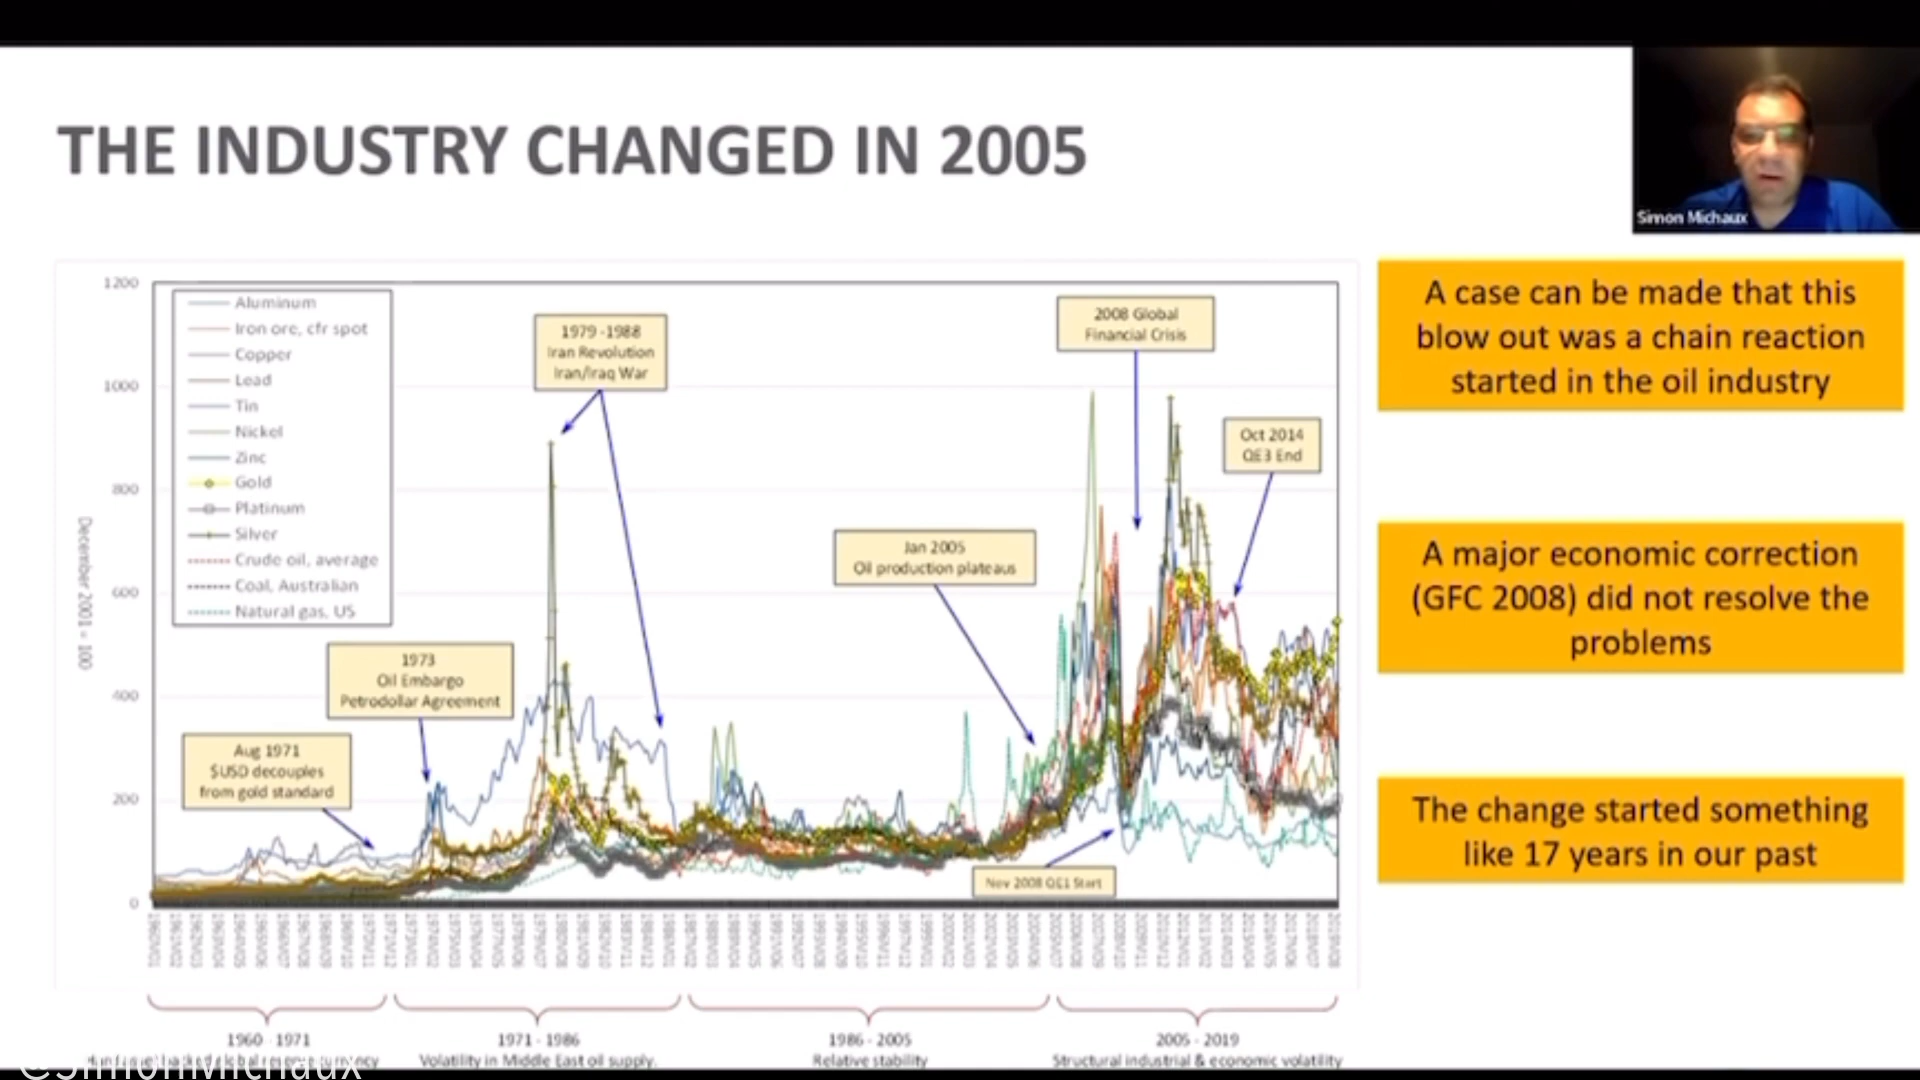 THE INDUSTRY CHANGED IN 2005
Simon Michaux
1200
1000
800
600
400
200
0
December 2001 = 100
Aluminum
Iron ore, cfr spot
Copper
Lead
Tin
Nickel
Zinc
Gold
Platinum
Silver
Crude oil, average
Coal, Australian
Natural gas, US
Aug 1971
$USD decouples
from gold standard
1973
Oil Embargo
Petrodollar Agreement
1979 -1988
Iran Revolution
Iran/Iraq War
Jan 2005
Oil production plateaus
2008 Global
Financial Crisis
Oct 2014
QE3 End
Nov 2008 QE1 Start
1960 - 1971
1971 - 1986
Volatility in Middle East oil supply.
1986 - 2005
Relative stability
2005 - 2019
Structural industrial & economic volatility
A case can be made that this
blow out was a chain reaction
started in the oil industry
A major economic correction
(GFC 2008) did not resolve the
problems
The change started something
like 17 years in our past
@SimonMichaux